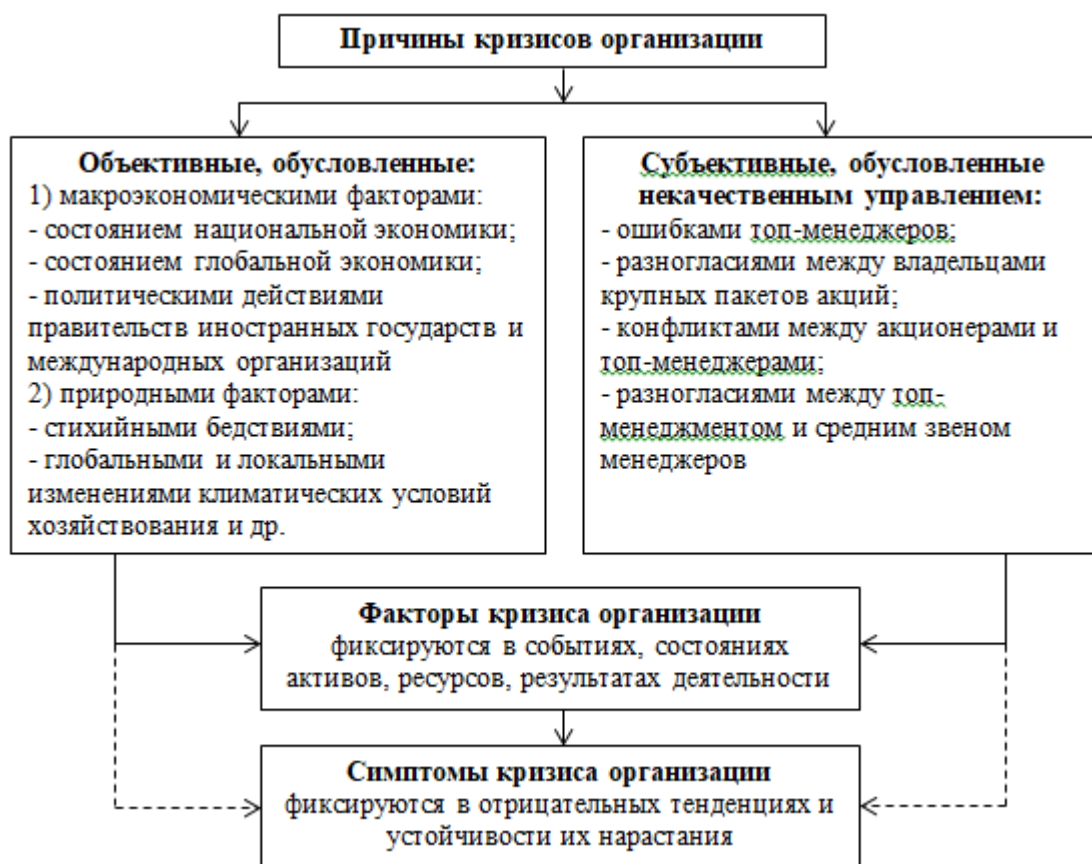 Причины кризисов организации
Объективные, обусловленные:
1) макроэкономическими факторами:
- состоянием национальной экономики;
- состоянием глобальной экономики;
- политическими действиями
правительств иностранных государств и
международных организаций
2) природными факторами:
- стихийными бедствиями;
- глобальными и локальными
изменениями климатических условий
хозяйствования и др.
Субъективные, обусловленные
некачественным управлением:
- ошибками топ-менеджеров;
- разногласиями между владельцами
крупных пакетов акций;
- конфликтами между акционерами и
топ-менеджерами;
- разногласиями между топ-
менеджментом и средним звеном
менеджеров
Факторы кризиса организации
фиксируются в событиях, состояниях
активов, ресурсов, результатах деятельности
Симптомы кризиса организации
фиксируются в отрицательных тенденциях и
устойчивости их нарастания